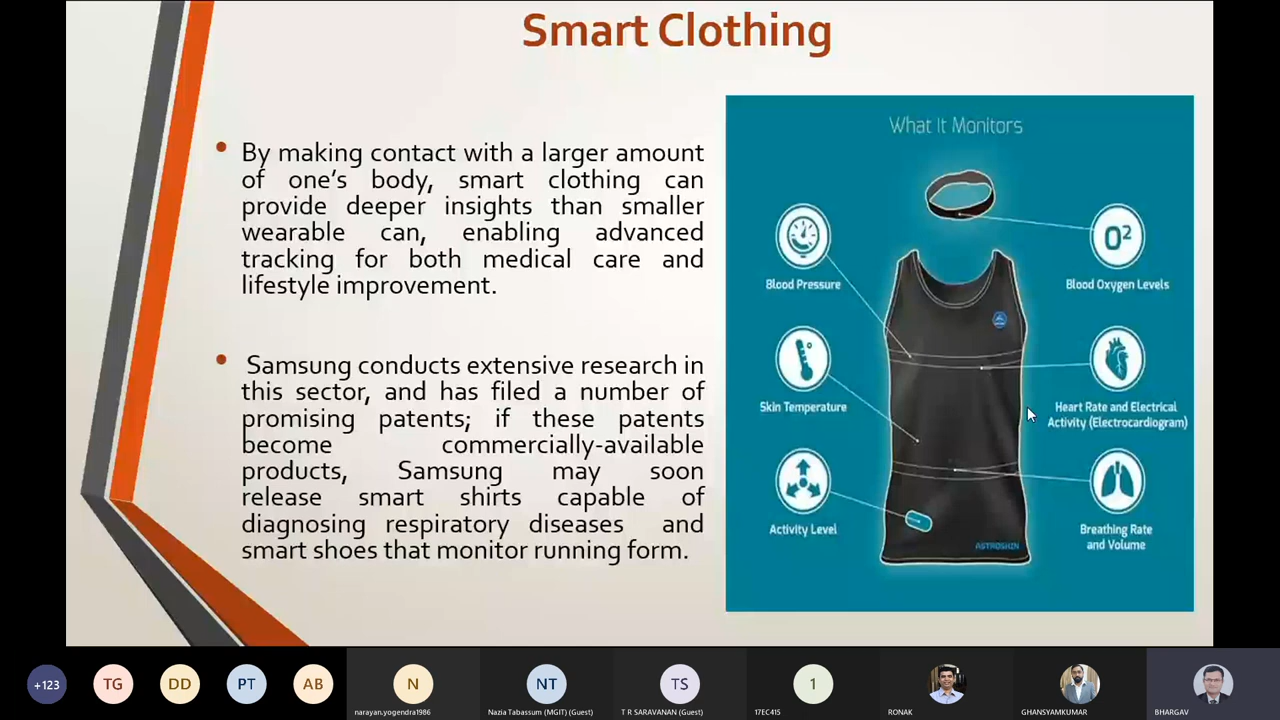 Smart Clothing
• By making contact with a larger amount
of one's body, smart clothing can
provide deeper insights than smaller
wearable can, enabling advanced
tracking for both medical care and
lifestyle improvement.
• Samsung conducts extensive research in
this sector, and has filed a number of
promising patents; if these patents
become commercially-available
products, Samsung may soon
release smart shirts capable of
diagnosing respiratory diseases and
smart shoes that monitor running form.
What It Monitors
Blood Pressure
O²
Blood Oxygen Levels
Skin Temperature
Heart Rate and Electrical
Activity (Electrocardiogram)
Activity Level
Breathing Rate
and Volume
ASTROSKIN
+123
TG
DD
PT
AB
N
narayan.yogendra1986
NT
Nazia Tabassum (MGIT) (Guest)
TS
T R SARAVANAN (Guest)
1
17EC415
RONAK
GHANSYAMKUMAR
BHARGAV